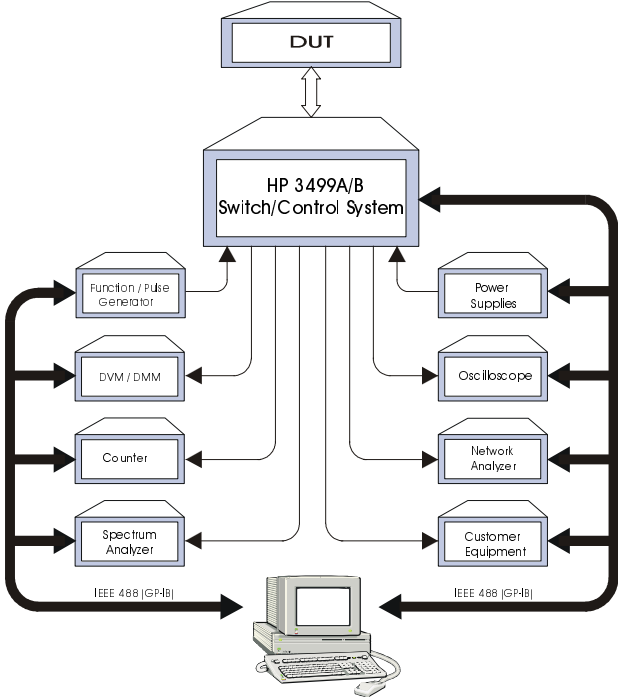 DUT
HP 3499A/B
Switch/Control System
Function / Pulse
Generator
Power
Supplies
DVM / DMM
Oscilloscope
Counter
Network
Analyzer
Spectrum
Analyzer
Customer
Equipment
IEEE 488 (GP-IB)
IEEE 488 (GP-IB)